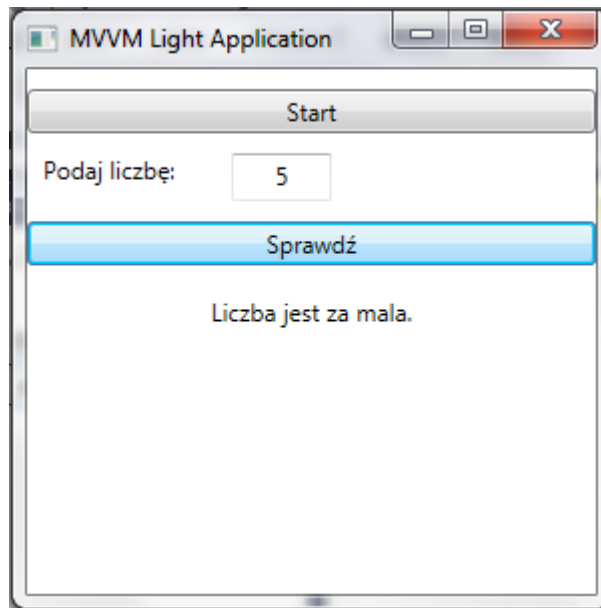 MVVM Light Application
Start
Podaj liczbę: 5
Sprawdź
Liczba jest za mala.